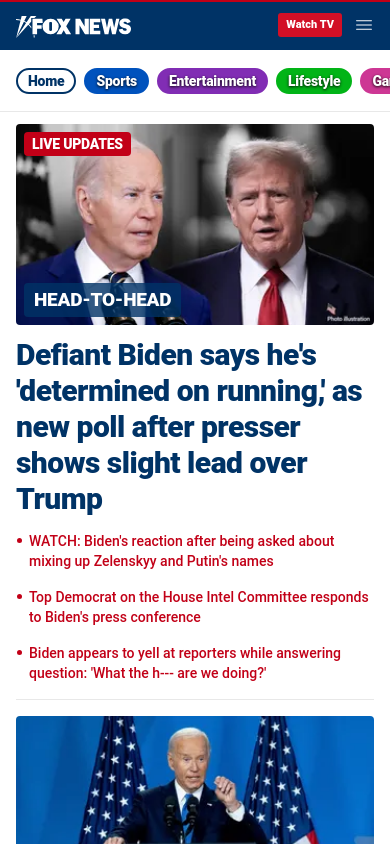 FOX NEWS
Watch TV
Home
Sports
Entertainment
Lifestyle
Ga
LIVE UPDATES
HEAD-TO-HEAD
Photo Illustration
Defiant Biden says he's
'determined on running,' as
new poll after presser
shows slight lead over
Trump
• WATCH: Biden's reaction after being asked about
mixing up Zelenskyy and Putin's names
• Top Democrat on the House Intel Committee responds
to Biden's press conference
• Biden appears to yell at reporters while answering
question: 'What the h--- are we doing?'